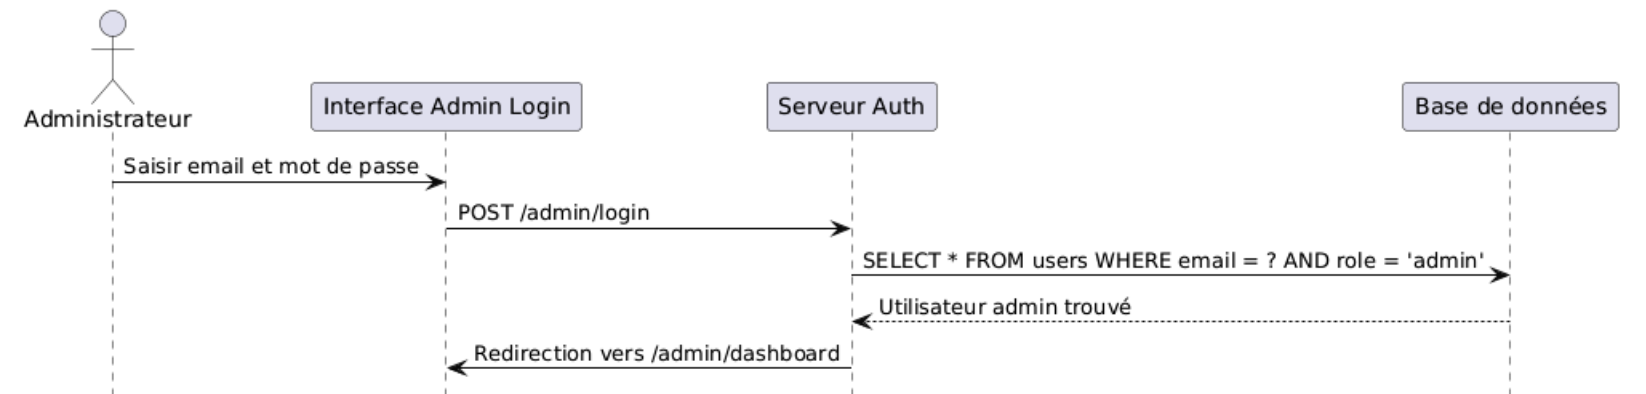 Administrateur
Interface Admin Login
Serveur Auth
Base de données
Saisir email et mot de passe
POST /admin/login
SELECT * FROM users WHERE email = ? AND role = 'admin'
Utilisateur admin trouvé
Redirection vers /admin/dashboard